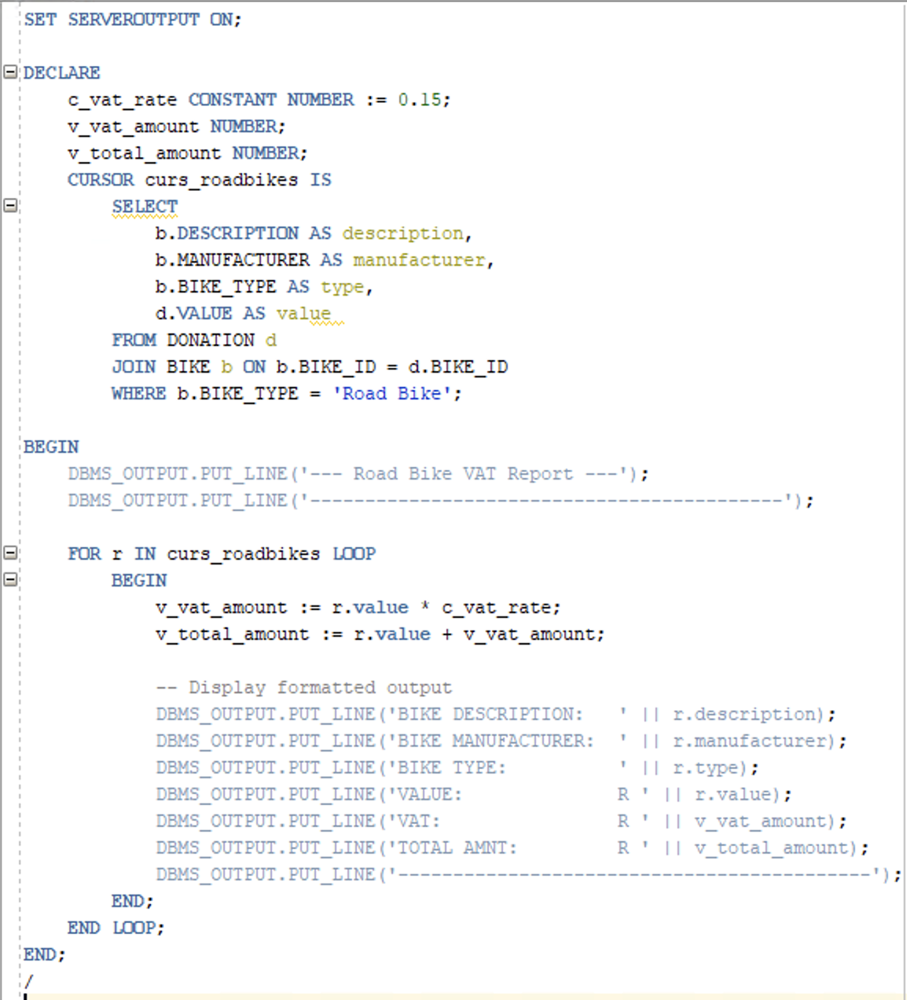 SET SERVEROUTPUT ON;
DECLARE
    c_vat_rate CONSTANT NUMBER := 0.15;
    v_vat_amount NUMBER;
    v_total_amount NUMBER;
    CURSOR curs_roadbikes IS
        SELECT
            b.DESCRIPTION AS description,
            b.MANUFACTURER AS manufacturer,
            b.BIKE_TYPE AS type,
            d.VALUE AS value
        FROM DONATION d
        JOIN BIKE b ON b.BIKE_ID = d.BIKE_ID
        WHERE b.BIKE_TYPE = 'Road Bike';
BEGIN
    DBMS_OUTPUT.PUT_LINE('--- Road Bike VAT Report ---');
    DBMS_OUTPUT.PUT_LINE('-------------------------------------------');
    FOR r IN curs_roadbikes LOOP
        BEGIN
            v_vat_amount := r.value * c_vat_rate;
            v_total_amount := r.value + v_vat_amount;
            -- Display formatted output
            DBMS_OUTPUT.PUT_LINE('BIKE DESCRIPTION:   ' || r.description);
            DBMS_OUTPUT.PUT_LINE('BIKE MANUFACTURER:  ' || r.manufacturer);
            DBMS_OUTPUT.PUT_LINE('BIKE TYPE:          ' || r.type);
            DBMS_OUTPUT.PUT_LINE('VALUE:              R ' || r.value);
            DBMS_OUTPUT.PUT_LINE('VAT:                R ' || v_vat_amount);
            DBMS_OUTPUT.PUT_LINE('TOTAL AMNT:         R ' || v_total_amount);
            DBMS_OUTPUT.PUT_LINE('-------------------------------------------');
        END;
    END LOOP;
END;
/